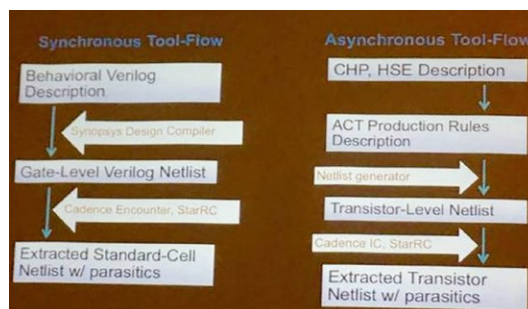 Synchronous Tool-Flow
Behavioral Verilog
Description
Synopsys Design Compiler
Gate-Level Verilog Netlist
Cadence Encounter, StarRC
Extracted Standard-Cell
Netlist w/ parasitics
Asynchronous Tool-Flow
CHP, HSE Description
ACT Production Rules
Description
Netlist generator
Transistor-Level Netlist
Cadence IC, StarRC
Extracted Transistor
Netlist w/ parasitics